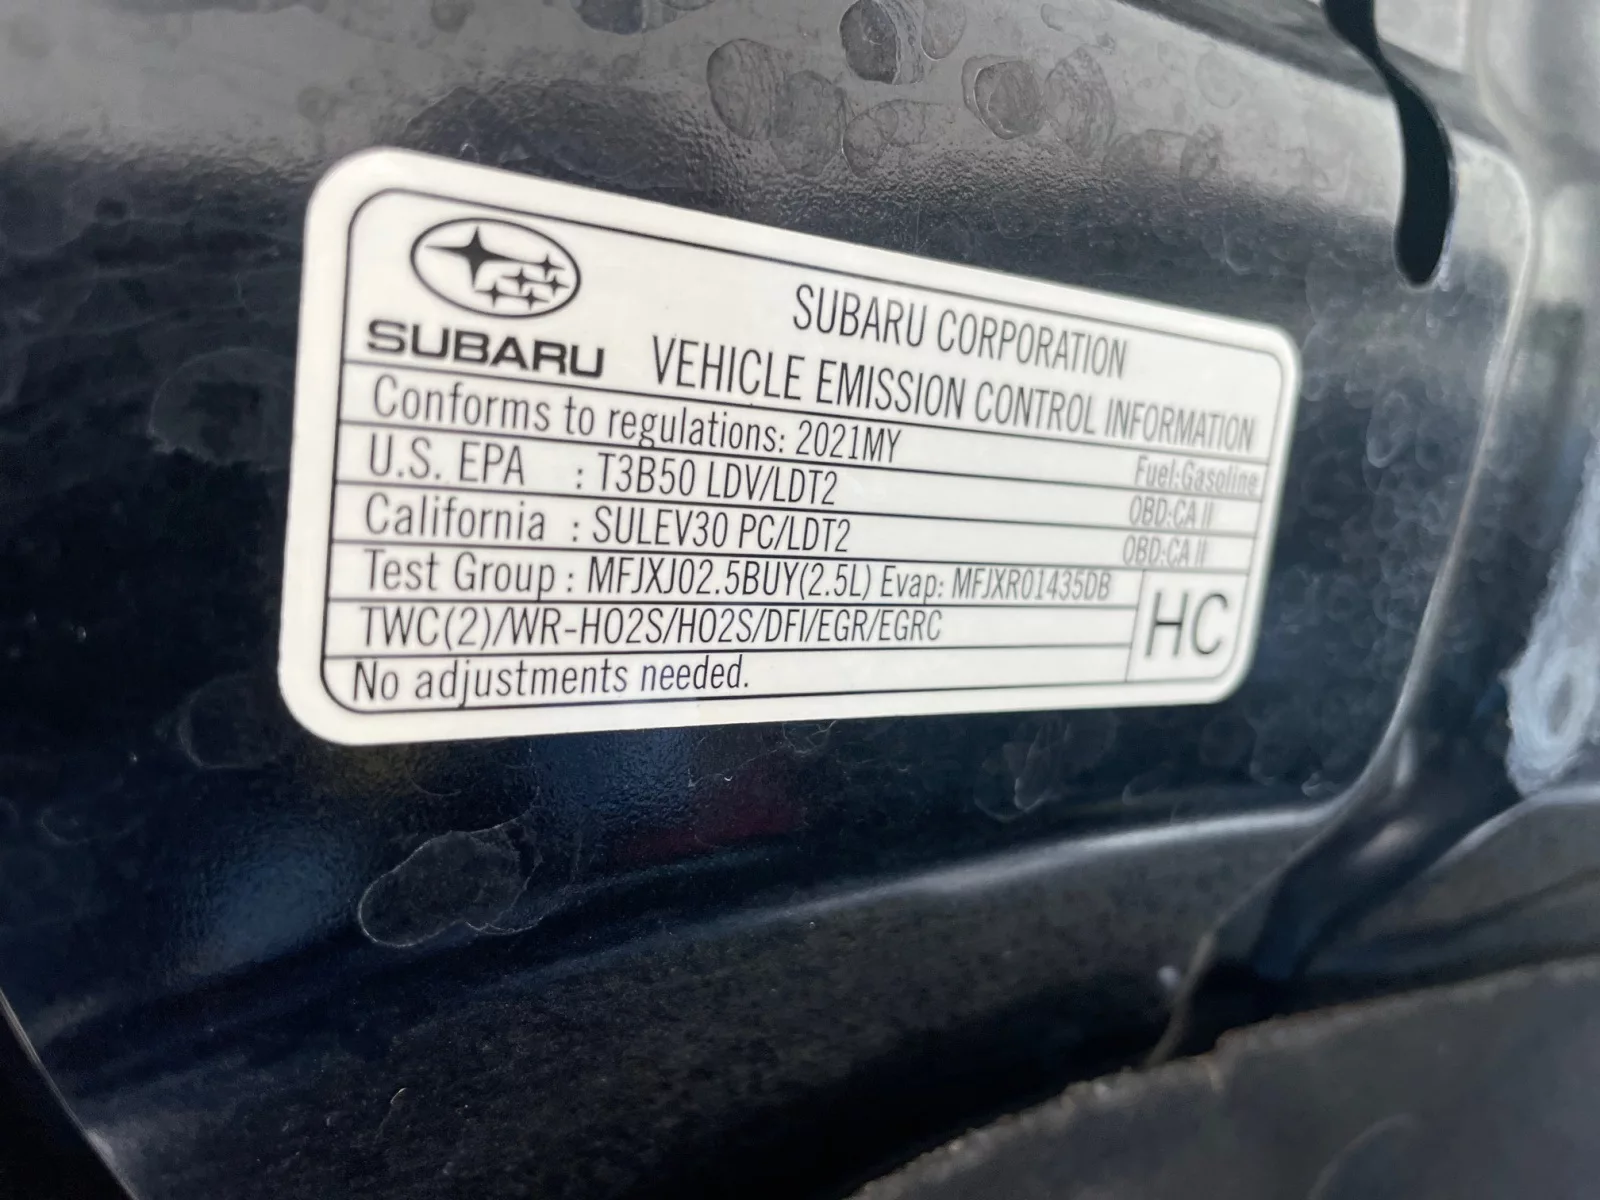 SUBARU
SUBARU CORPORATION
VEHICLE EMISSION CONTROL INFORMATION
Conforms to regulations: 2021MY Fuel:Gasoline
U.S. EPA : T3B50 LDV/LDT2 OBD:CA II
California : SULEV30 PC/LDT2 OBD:CA II
Test Group : MFJXJ02.5BUY(2.5L) Evap: MFJXR01435DB
TWC(2)/WR-HO2S/HO2S/DFI/EGR/EGRC
HC
No adjustments needed.